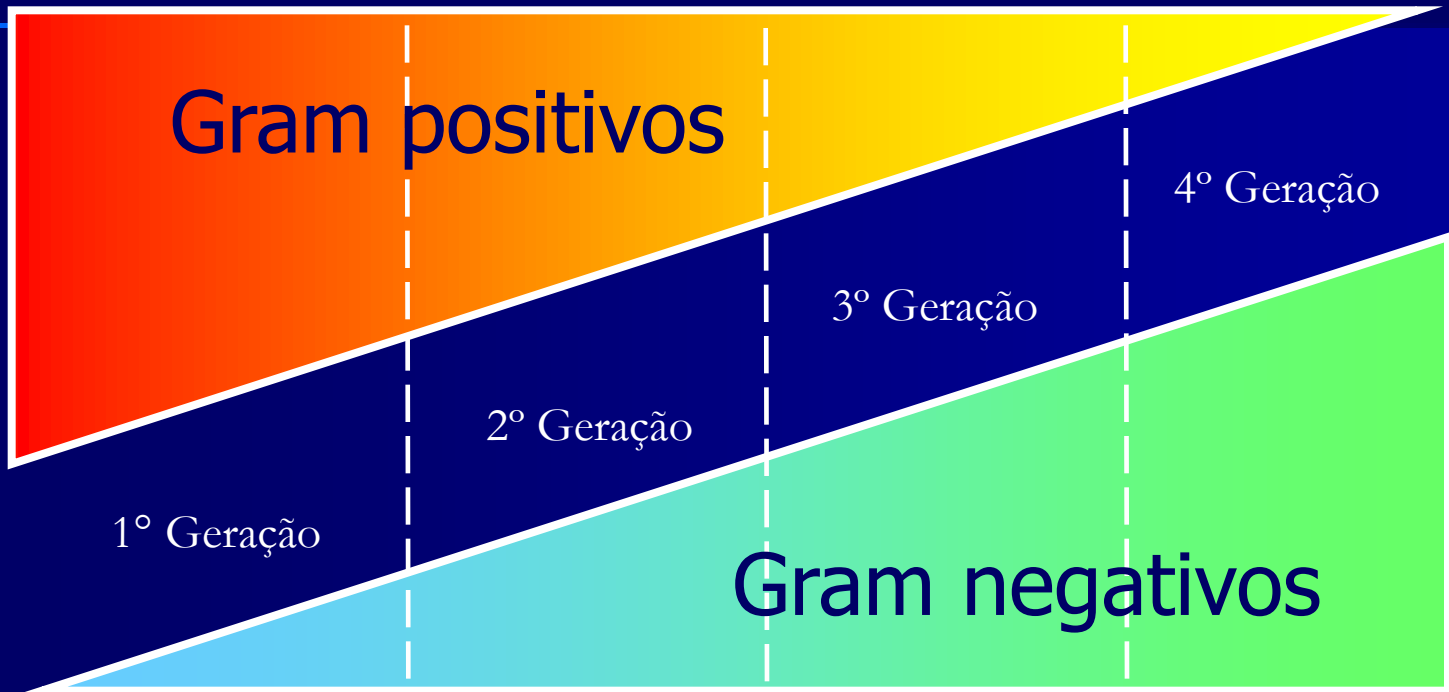 Gram positivos
4º Geração
3º Geração
2º Geração
1° Geração
Gram negativos